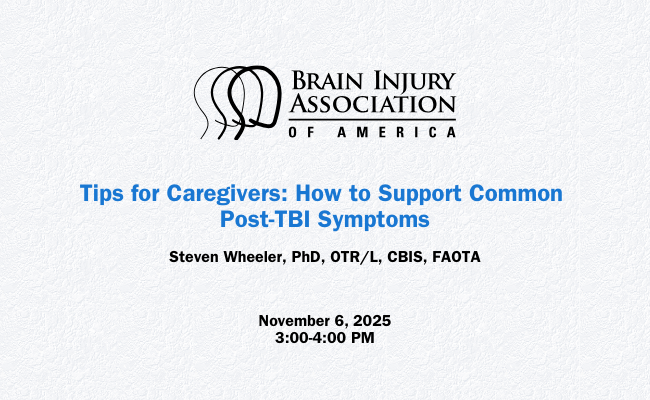 BRAIN INJURY
ASSOCIATION
OF AMERICA
Tips for Caregivers: How to Support Common
Post-TBI Symptoms
Steven Wheeler, PhD, OTR/L, CBIS, FAOTA
November 6, 2025
3:00-4:00 PM